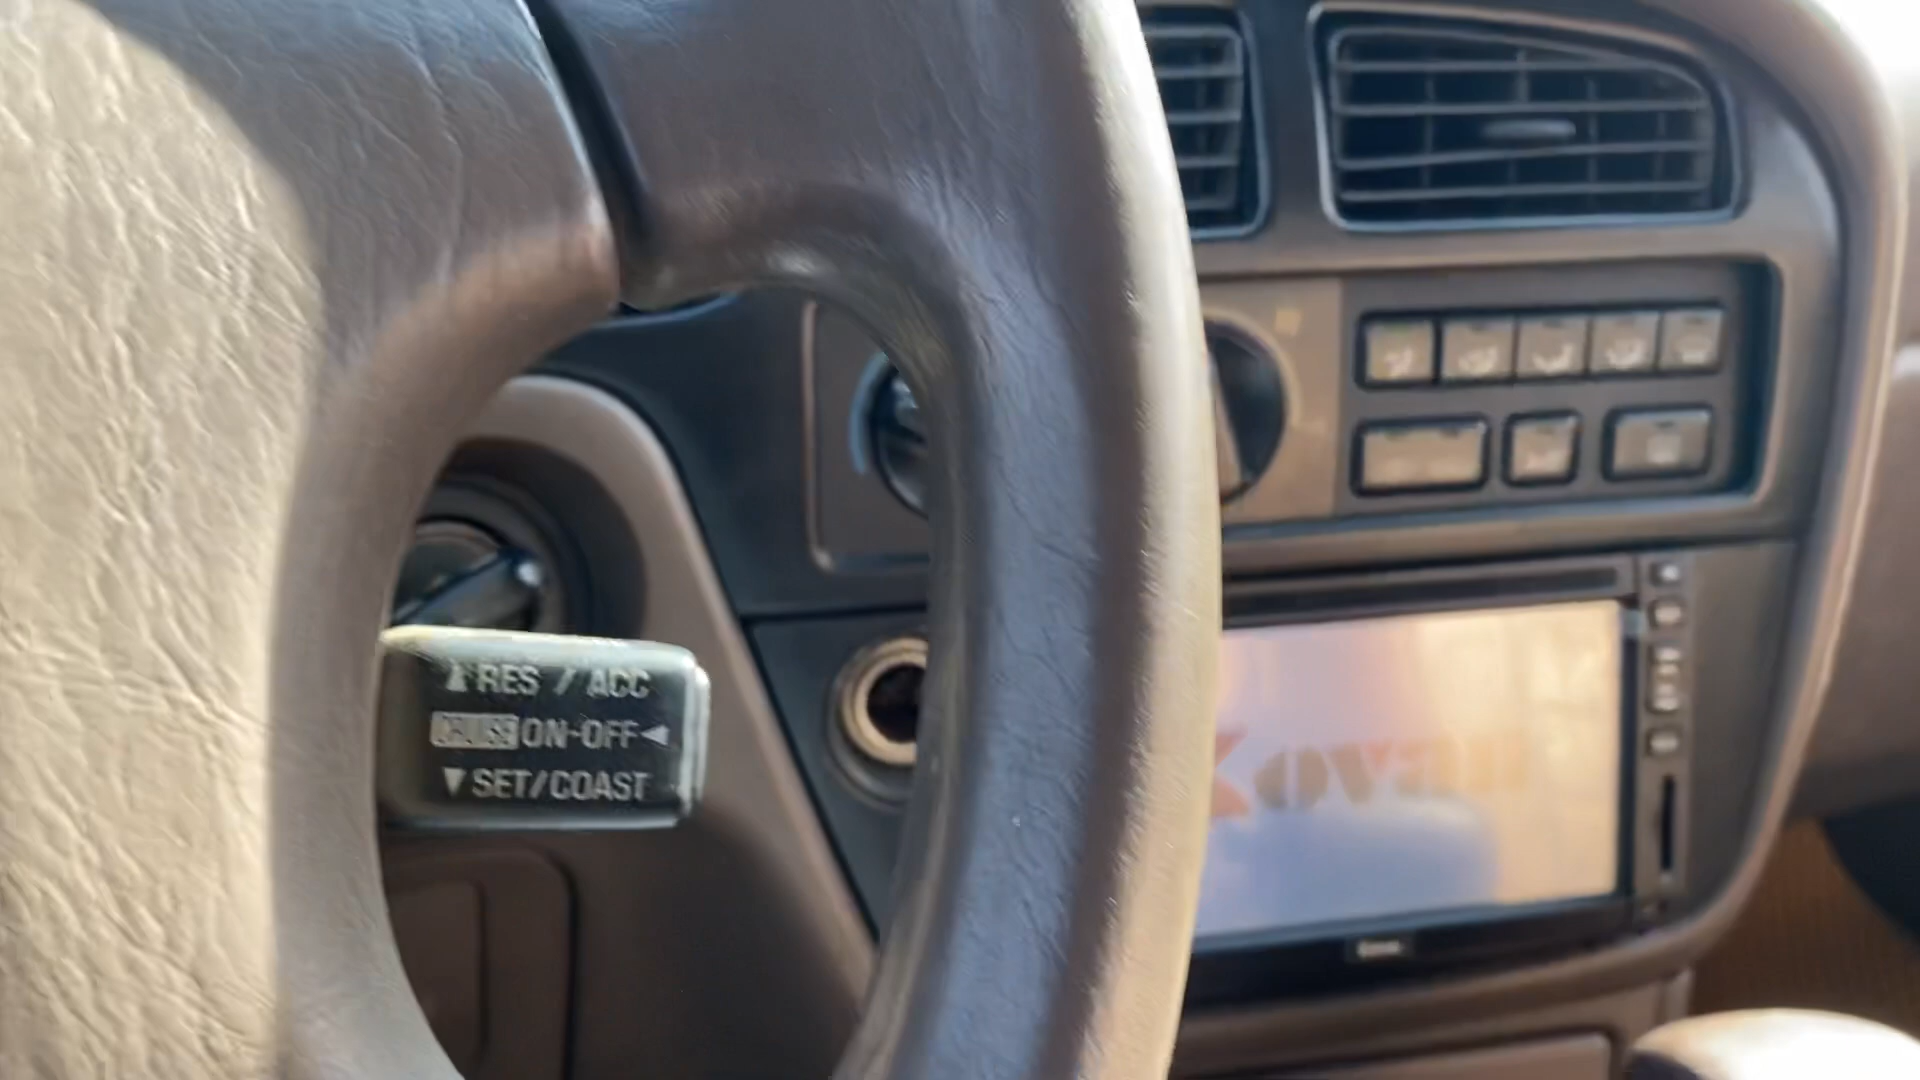 ▲RES / ACC
CRUISE ON-OFF◄
▼SET/COAST